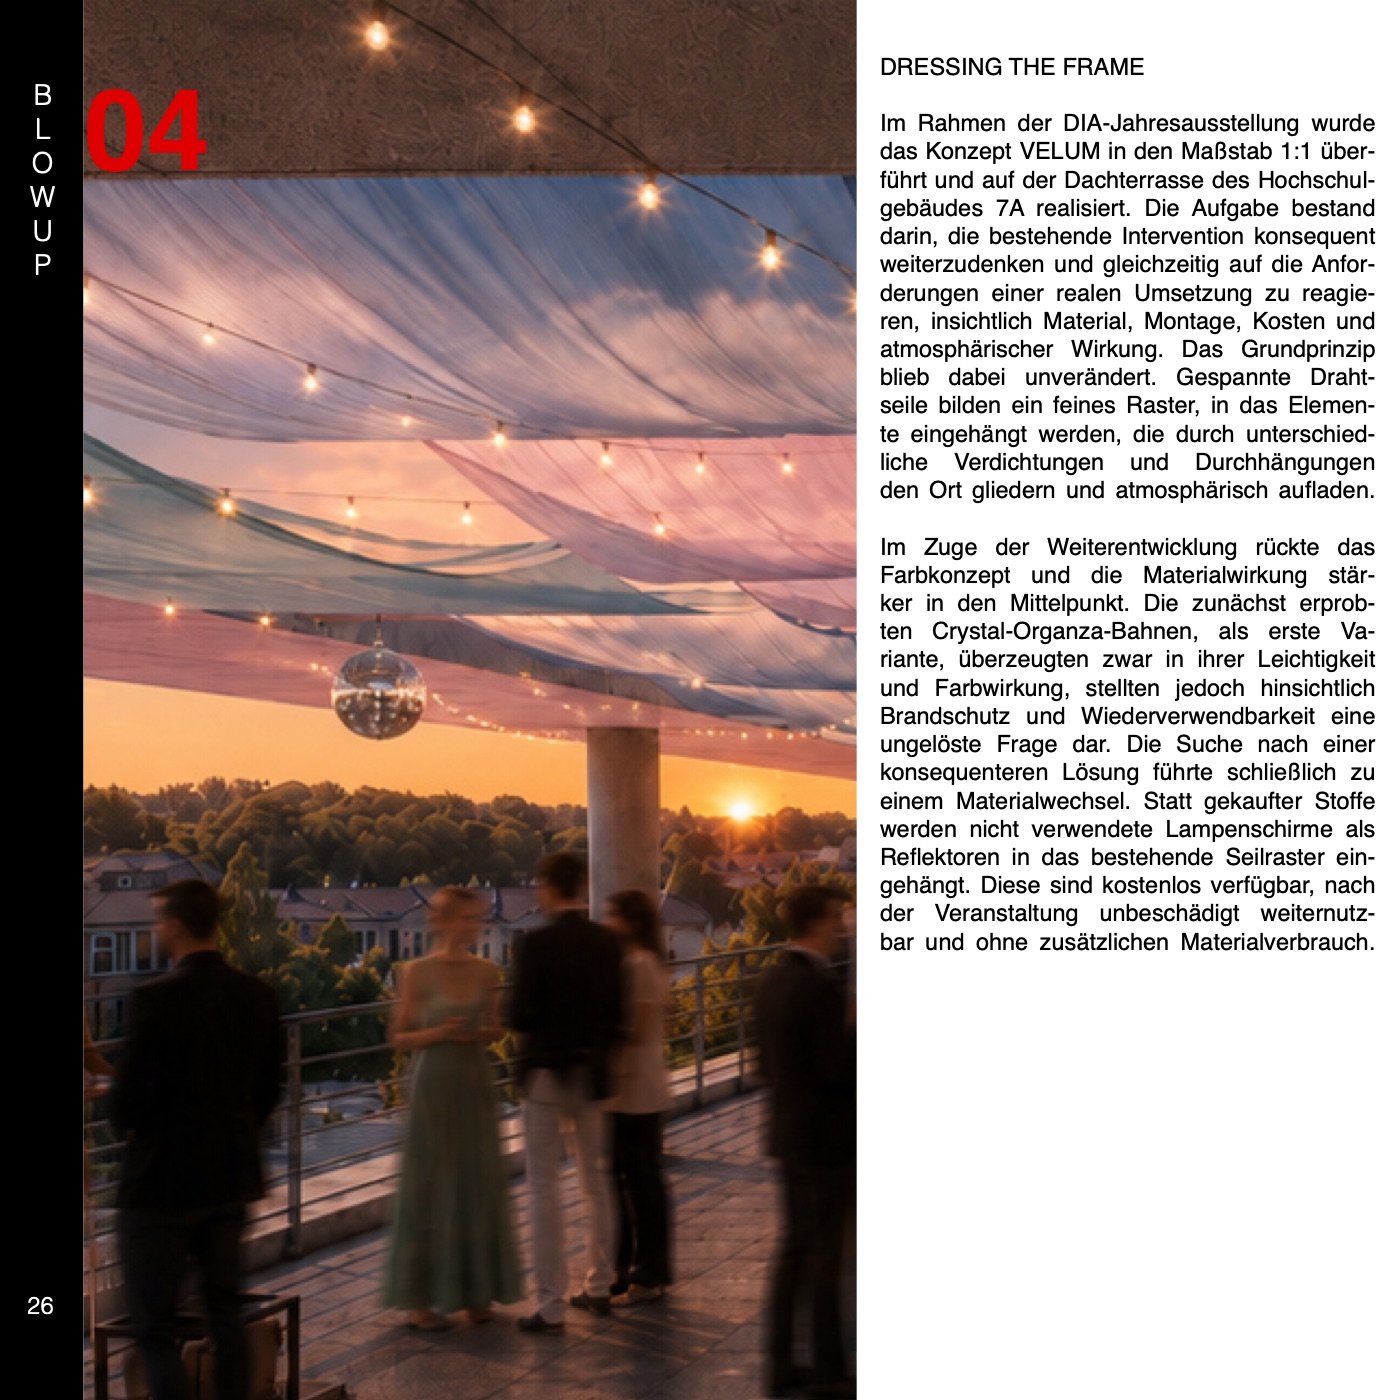 B
L
O
W
U
P
04
26
DRESSING THE FRAME
Im Rahmen der DIA-Jahresausstellung wurde
das Konzept VELUM in den Maßstab 1:1 über-
führt und auf der Dachterrasse des Hochschul-
gebäudes 7A realisiert. Die Aufgabe bestand
darin, die bestehende Intervention konsequent
weiterzudenken und gleichzeitig auf die Anfor-
derungen einer realen Umsetzung zu reagie-
ren, insichtlich Material, Montage, Kosten und
atmosphärischer Wirkung. Das Grundprinzip
blieb dabei unverändert. Gespannte Draht-
seile bilden ein feines Raster, in das Elemen-
te eingehängt werden, die durch unterschied-
liche Verdichtungen und Durchhängungen
den Ort gliedern und atmosphärisch aufladen.
Im Zuge der Weiterentwicklung rückte das
Farbkonzept und die Materialwirkung stär-
ker in den Mittelpunkt. Die zunächst erprob-
ten Crystal-Organza-Bahnen, als erste Va-
riante, überzeugten zwar in ihrer Leichtigkeit
und Farbwirkung, stellten jedoch hinsichtlich
Brandschutz und Wiederverwendbarkeit eine
ungelöste Frage dar. Die Suche nach einer
konsequenteren Lösung führte schließlich zu
einem Materialwechsel. Statt gekaufter Stoffe
werden nicht verwendete Lampenschirme als
Reflektoren in das bestehende Seilraster ein-
gehängt. Diese sind kostenlos verfügbar, nach
der Veranstaltung unbeschädigt weiternutz-
bar und ohne zusätzlichen Materialverbrauch.